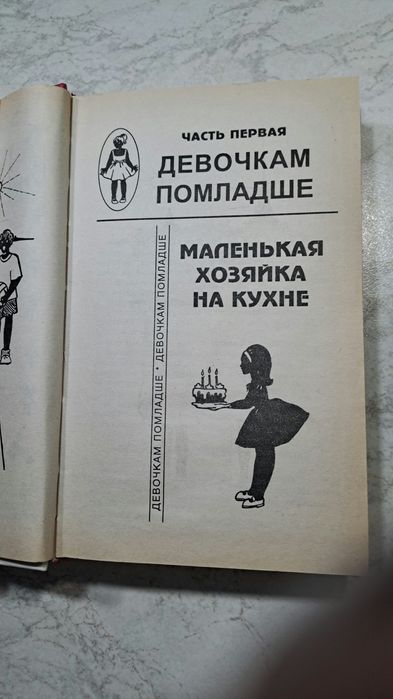 ЧАСТЬ ПЕРВАЯ
ДЕВОЧКАМ
ПОМЛАДШЕ
ДЕВОЧКАМ ПОМЛАДШЕ * ДЕВОЧКАМ ПОМЛАДШЕ
МАЛЕНЬКАЯ
ХОЗЯЙКА
НА КУХНЕ